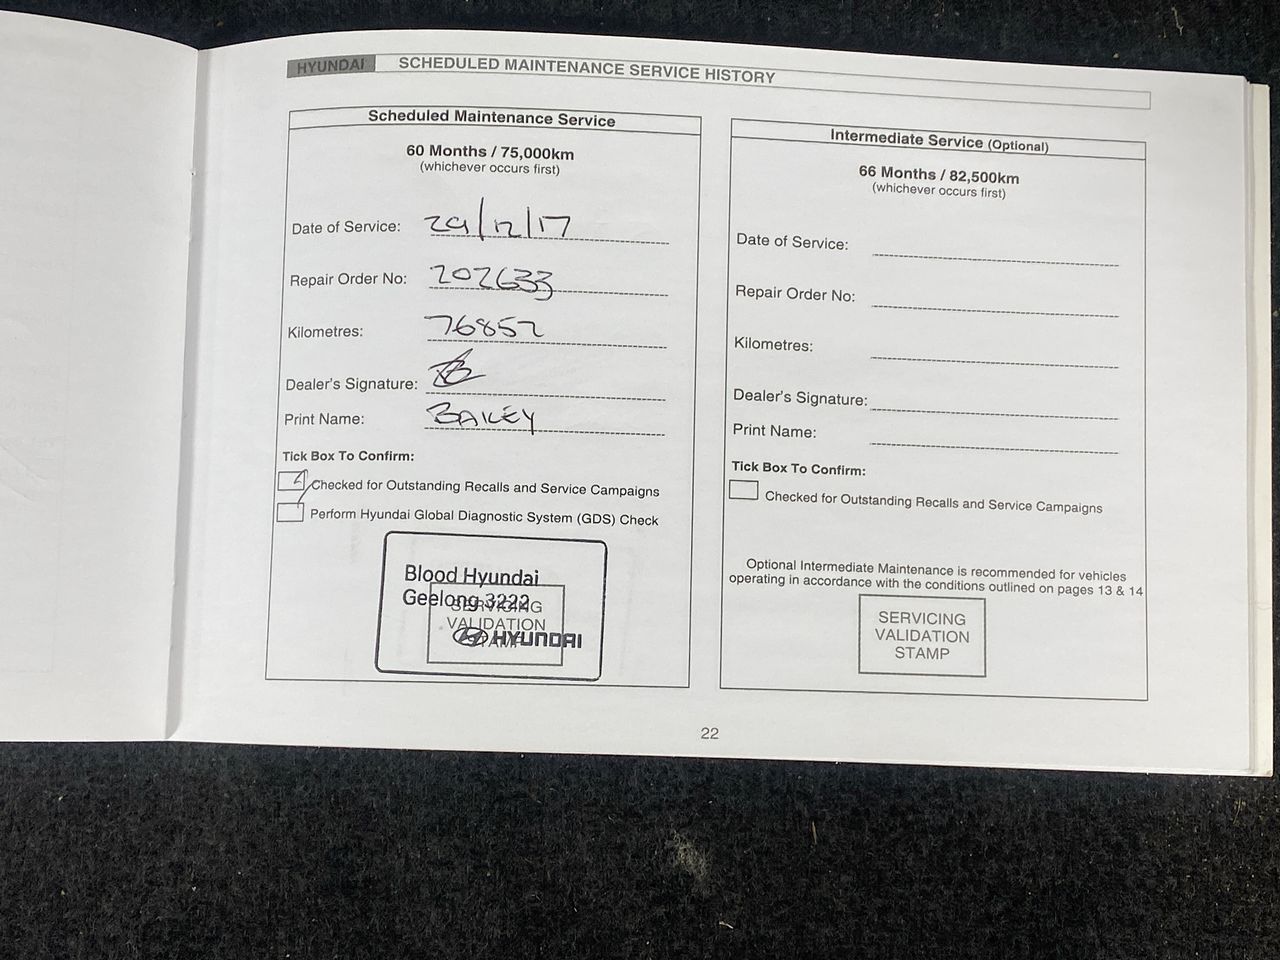 HYUNDAI SCHEDULED MAINTENANCE SERVICE HISTORY
Scheduled Maintenance Service
60 Months / 75,000km
(whichever occurs first)
Date of Service: 29/12/17
Repair Order No: 202633
Kilometres: 76852
Dealer's Signature:
Print Name: BAILEY
Tick Box To Confirm:
Checked for Outstanding Recalls and Service Campaigns
Perform Hyundai Global Diagnostic System (GDS) Check
Blood Hyundai
Geelong 3222
SERVICING
VALIDATION
STAMP
HYUNDAI
Intermediate Service (Optional)
66 Months / 82,500km
(whichever occurs first)
Date of Service:
Repair Order No:
Kilometres:
Dealer's Signature:
Print Name:
Tick Box To Confirm:
Checked for Outstanding Recalls and Service Campaigns
Optional Intermediate Maintenance is recommended for vehicles
operating in accordance with the conditions outlined on pages 13 & 14
SERVICING
VALIDATION
STAMP
22